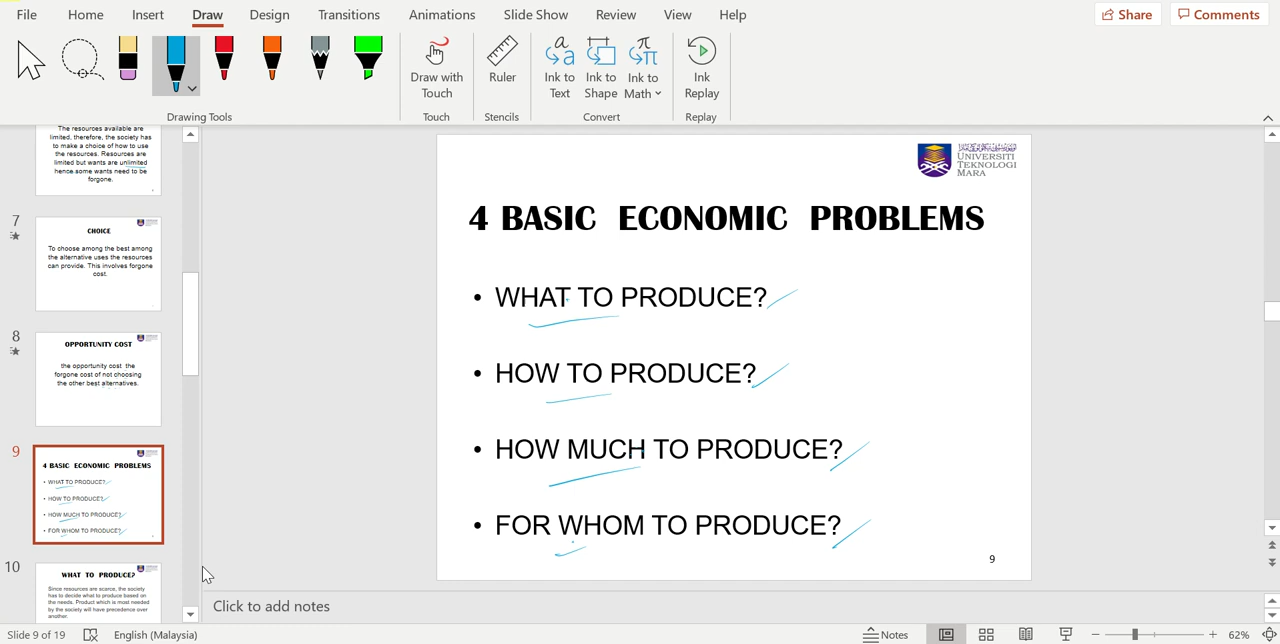 File Home Insert Draw Design Transitions Animations Slide Show Review View Help Share Comments
Draw with
Touch
Ruler
Ink to
Text
Ink to
Shape
Ink to
Math
Ink
Replay
Drawing Tools Touch Stencils Convert Replay
The resources available are
limited, therefore, the society has
to make a choice of how to use
the resources. Resources are
limited but wants are unlimited
hence some wants need to be
forgone.
7
CHOICE
To choose among the best among
the alternative uses the resources
can provide. This involves forgone
cost.
8
OPPORTUNITY COST
the opportunity cost the
forgone cost of not choosing
the other best alternatives.
9
4 BASIC ECONOMIC PROBLEMS
• WHAT TO PRODUCE?
• HOW TO PRODUCE?
• HOW MUCH TO PRODUCE?
• FOR WHOM TO PRODUCE?
10
WHAT TO PRODUCE?
Since resources are scarce, the society
has to decide what to produce based on
the needs. Product which is most needed
by the society will have precedence over
another.
UNIVERSITI
TEKNOLOGI
MARA
4 BASIC ECONOMIC PROBLEMS
• WHAT TO PRODUCE?
• HOW TO PRODUCE?
• HOW MUCH TO PRODUCE?
• FOR WHOM TO PRODUCE?
9
Click to add notes
Slide 9 of 19 English (Malaysia) Notes 62%